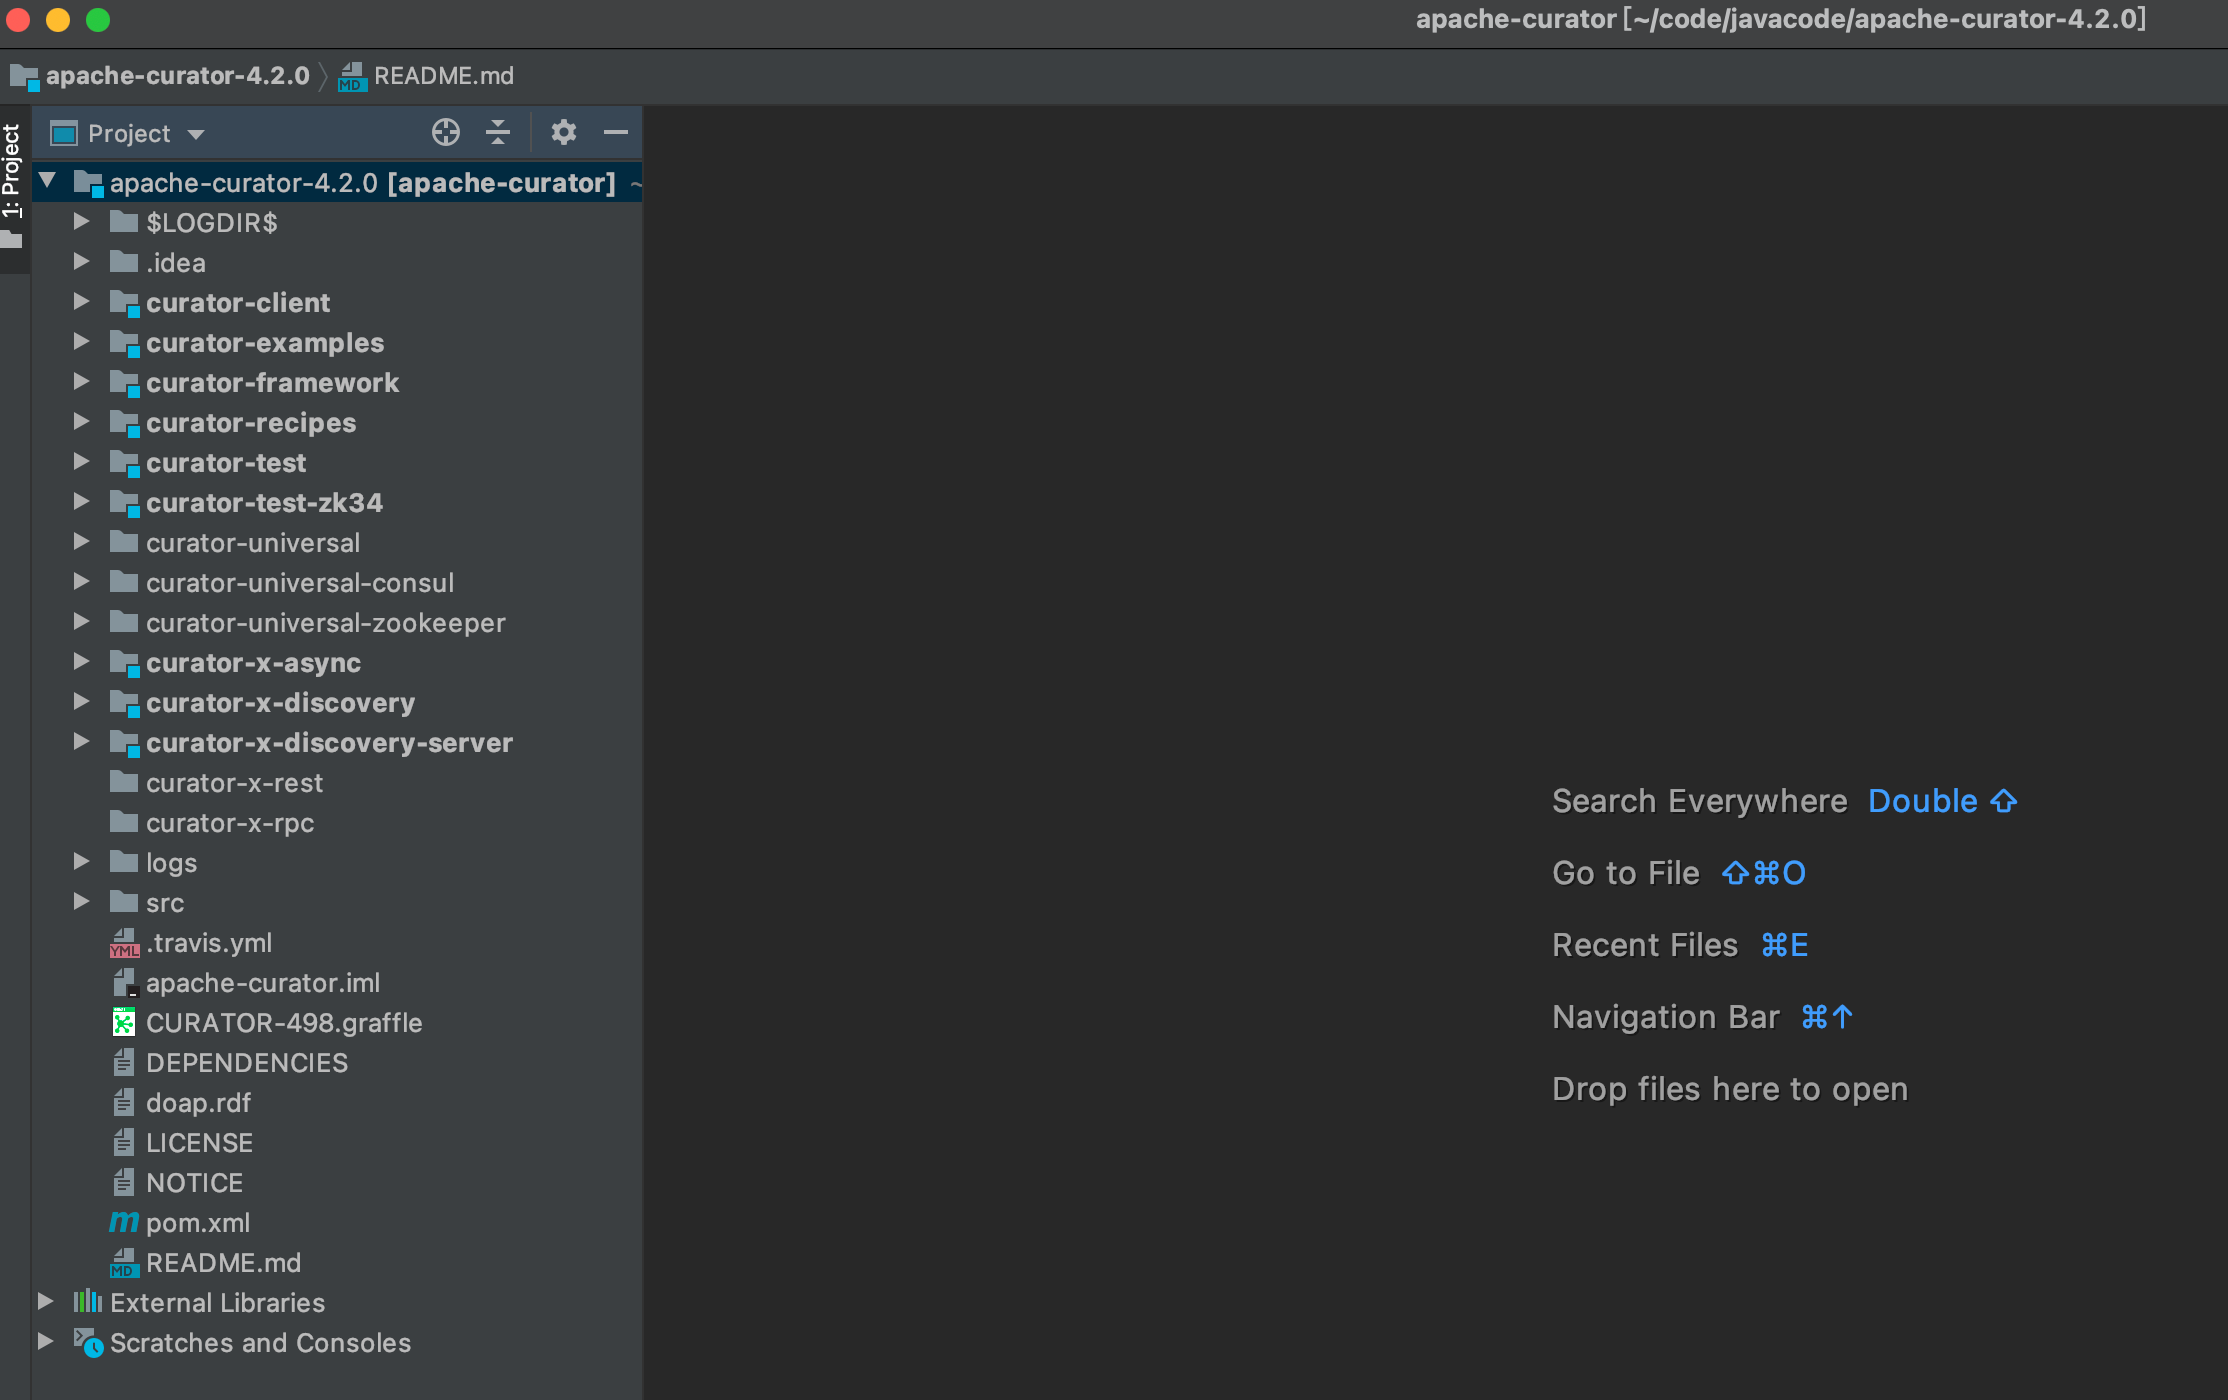 apache-curator [~/code/javacode/apache-curator-4.2.0]
apache-curator-4.2.0 README.md
1: Project
Project
apache-curator-4.2.0 [apache-curator] ~
$LOGDIR$
.idea
curator-client
curator-examples
curator-framework
curator-recipes
curator-test
curator-test-zk34
curator-universal
curator-universal-consul
curator-universal-zookeeper
curator-x-async
curator-x-discovery
curator-x-discovery-server
curator-x-rest
curator-x-rpc
logs
src
.travis.yml
apache-curator.iml
CURATOR-498.graffle
DEPENDENCIES
doap.rdf
LICENSE
NOTICE
pom.xml
README.md
External Libraries
Scratches and Consoles
Search Everywhere Double ⇧
Go to File ⇧⌘O
Recent Files ⌘E
Navigation Bar ⌘↑
Drop files here to open